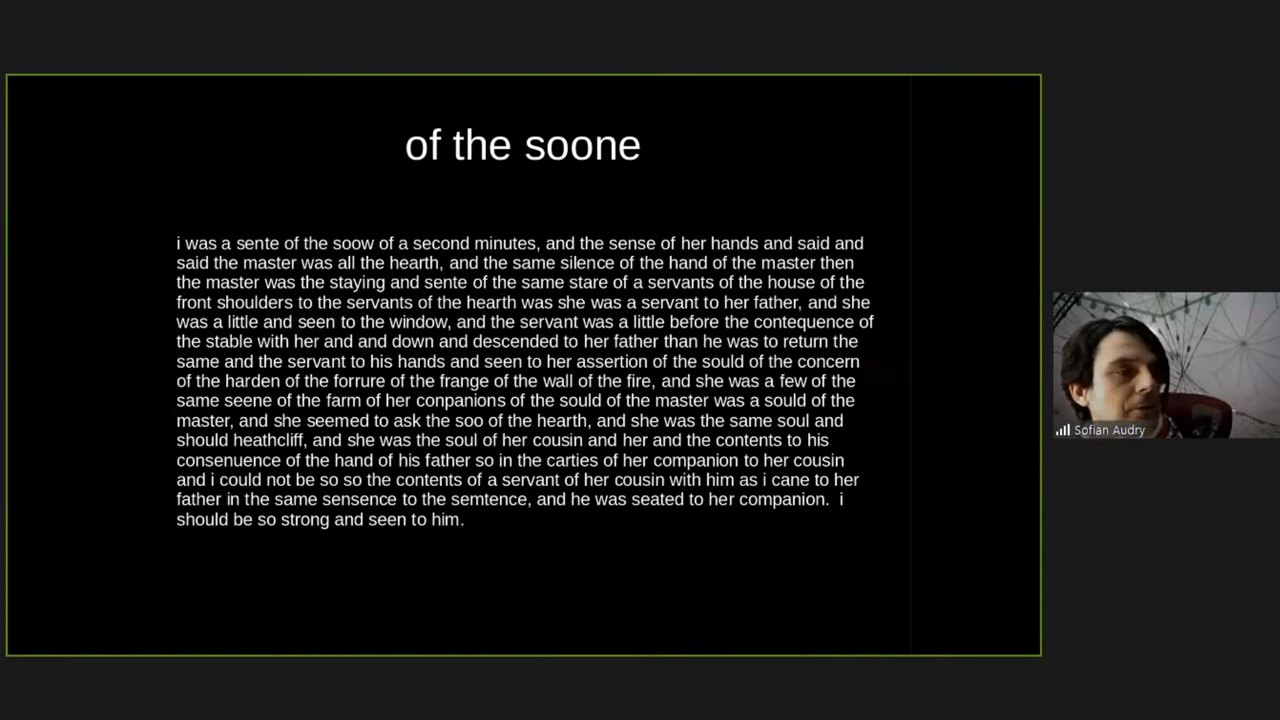 of the soone
i was a sente of the soow of a second minutes, and the sense of her hands and said and
said the master was all the hearth, and the same silence of the hand of the master then
the master was the staying and sente of the same stare of a servants of the house of the
front shoulders to the servants of the hearth was she was a servant to her father, and she
was a little and seen to the window, and the servant was a little before the contequence of
the stable with her and and down and descended to her father than he was to return the
same and the servant to his hands and seen to her assertion of the sould of the concern
of the harden of the forrure of the frange of the wall of the fire, and she was a few of the
same seene of the farm of her conpanions of the sould of the master was a sould of the
master, and she seemed to ask the soo of the hearth, and she was the same soul and
should heathcliff, and she was the soul of her cousin and her and the contents to his
consenuence of the hand of his father so in the carties of her companion to her cousin
and i could not be so so the contents of a servant of her cousin with him as i cane to her
father in the same sensence to the semtence, and he was seated to her companion.  i
should be so strong and seen to him.
Sofian Audry